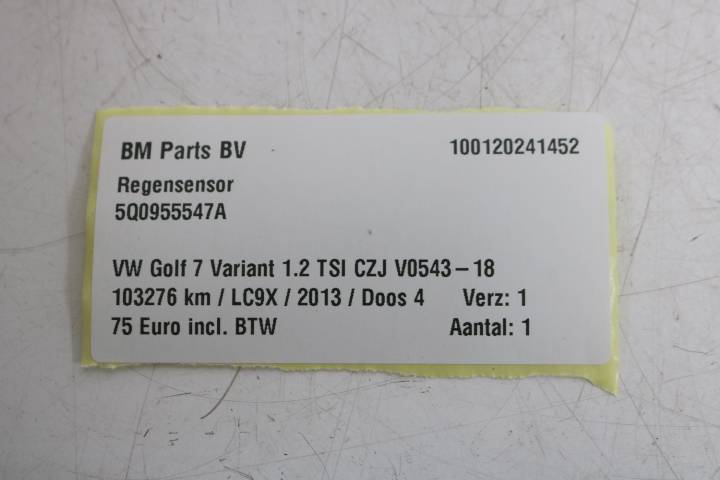 BM Parts BV 100120241452
Regensensor
5Q0955547A
VW Golf 7 Variant 1.2 TSI CZJ V0543-18
103276 km / LC9X / 2013 / Doos 4 Verz: 1
75 Euro incl. BTW Aantal: 1